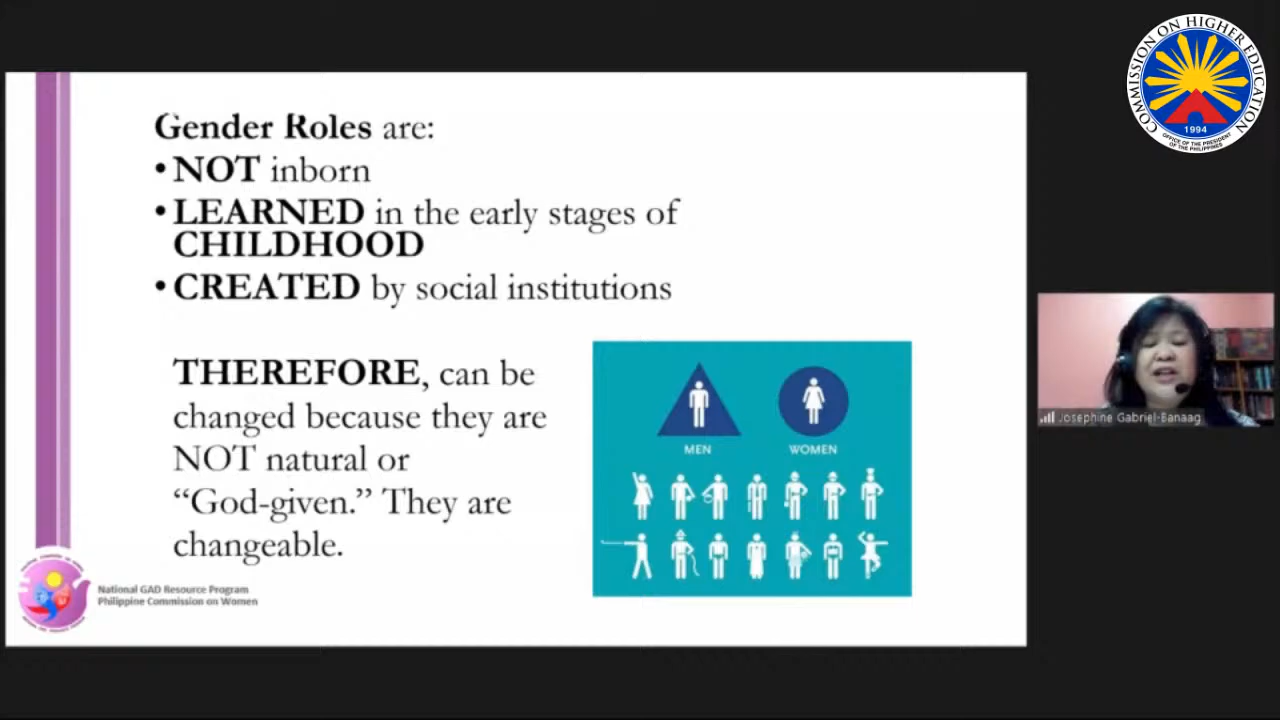 Gender Roles are:
• NOT inborn
• LEARNED in the early stages of
CHILDHOOD
• CREATED by social institutions
THEREFORE, can be
changed because they are
NOT natural or
“God-given.” They are
changeable.
MEN
WOMEN
National GAD Resource Program
Philippine Commission on Women
COMMISSION ON HIGHER EDUCATION
1994
OFFICE OF THE PRESIDENT
OF THE PHILIPPINES
Josephine Gabriel-Banaag